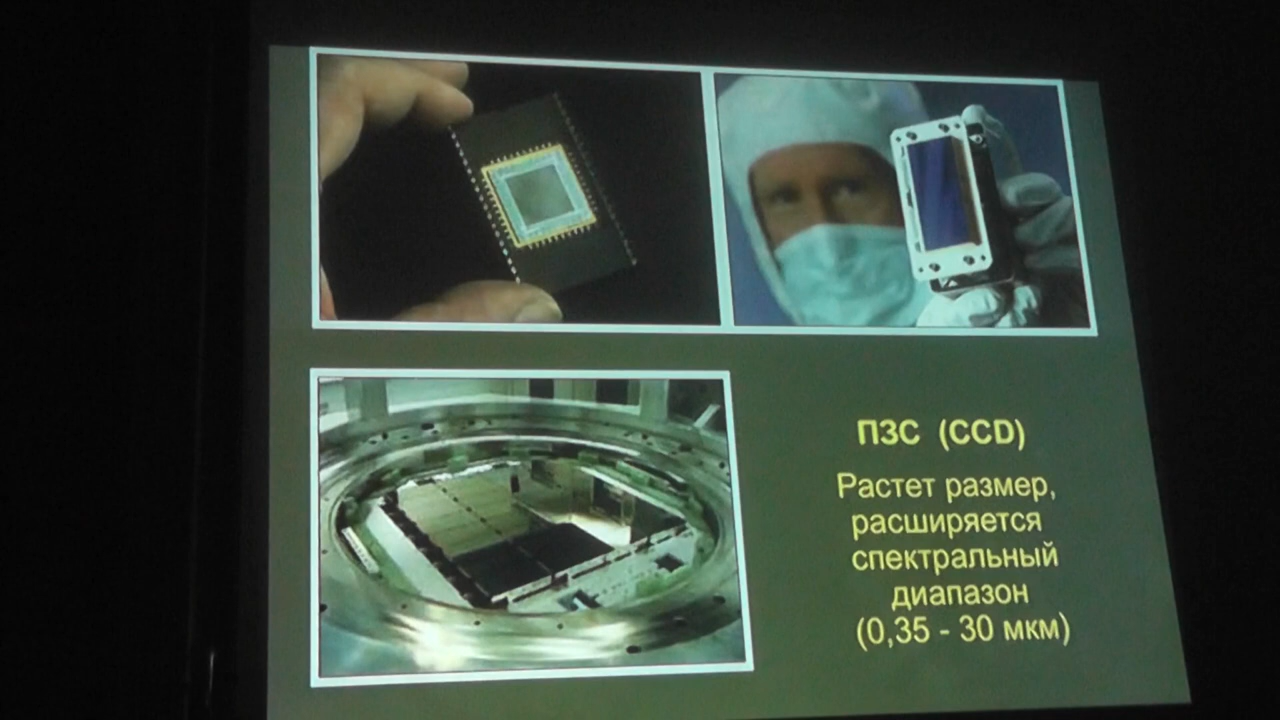 ПЗС (CCD)
Растет размер,
расширяется
спектральный
диапазон
(0,35 - 30 мкм)